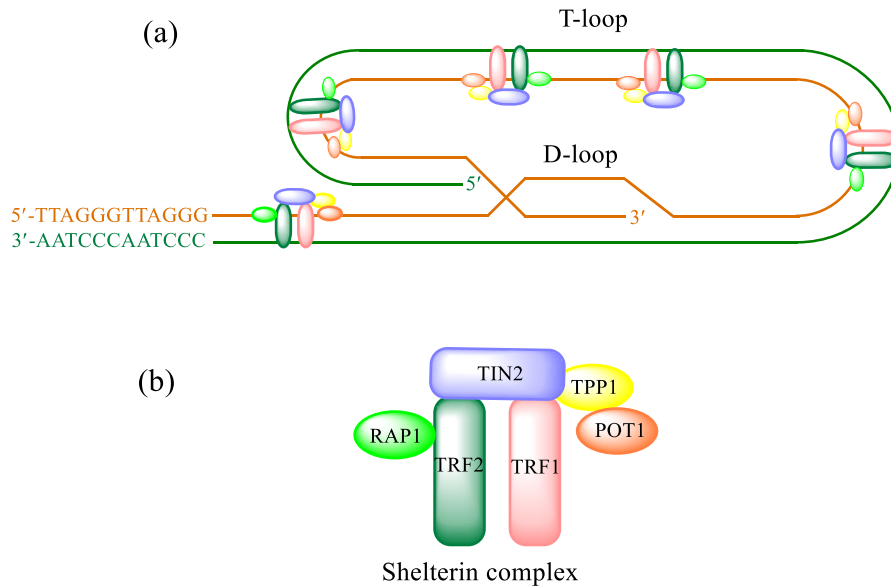 (a)
T-loop
D-loop
5′
5′-TTAGGGTTAGGG
3′
3′-AATCCCAATCCC
(b)
TIN2
TPP1
RAP1
POT1
TRF2
TRF1
Shelterin complex